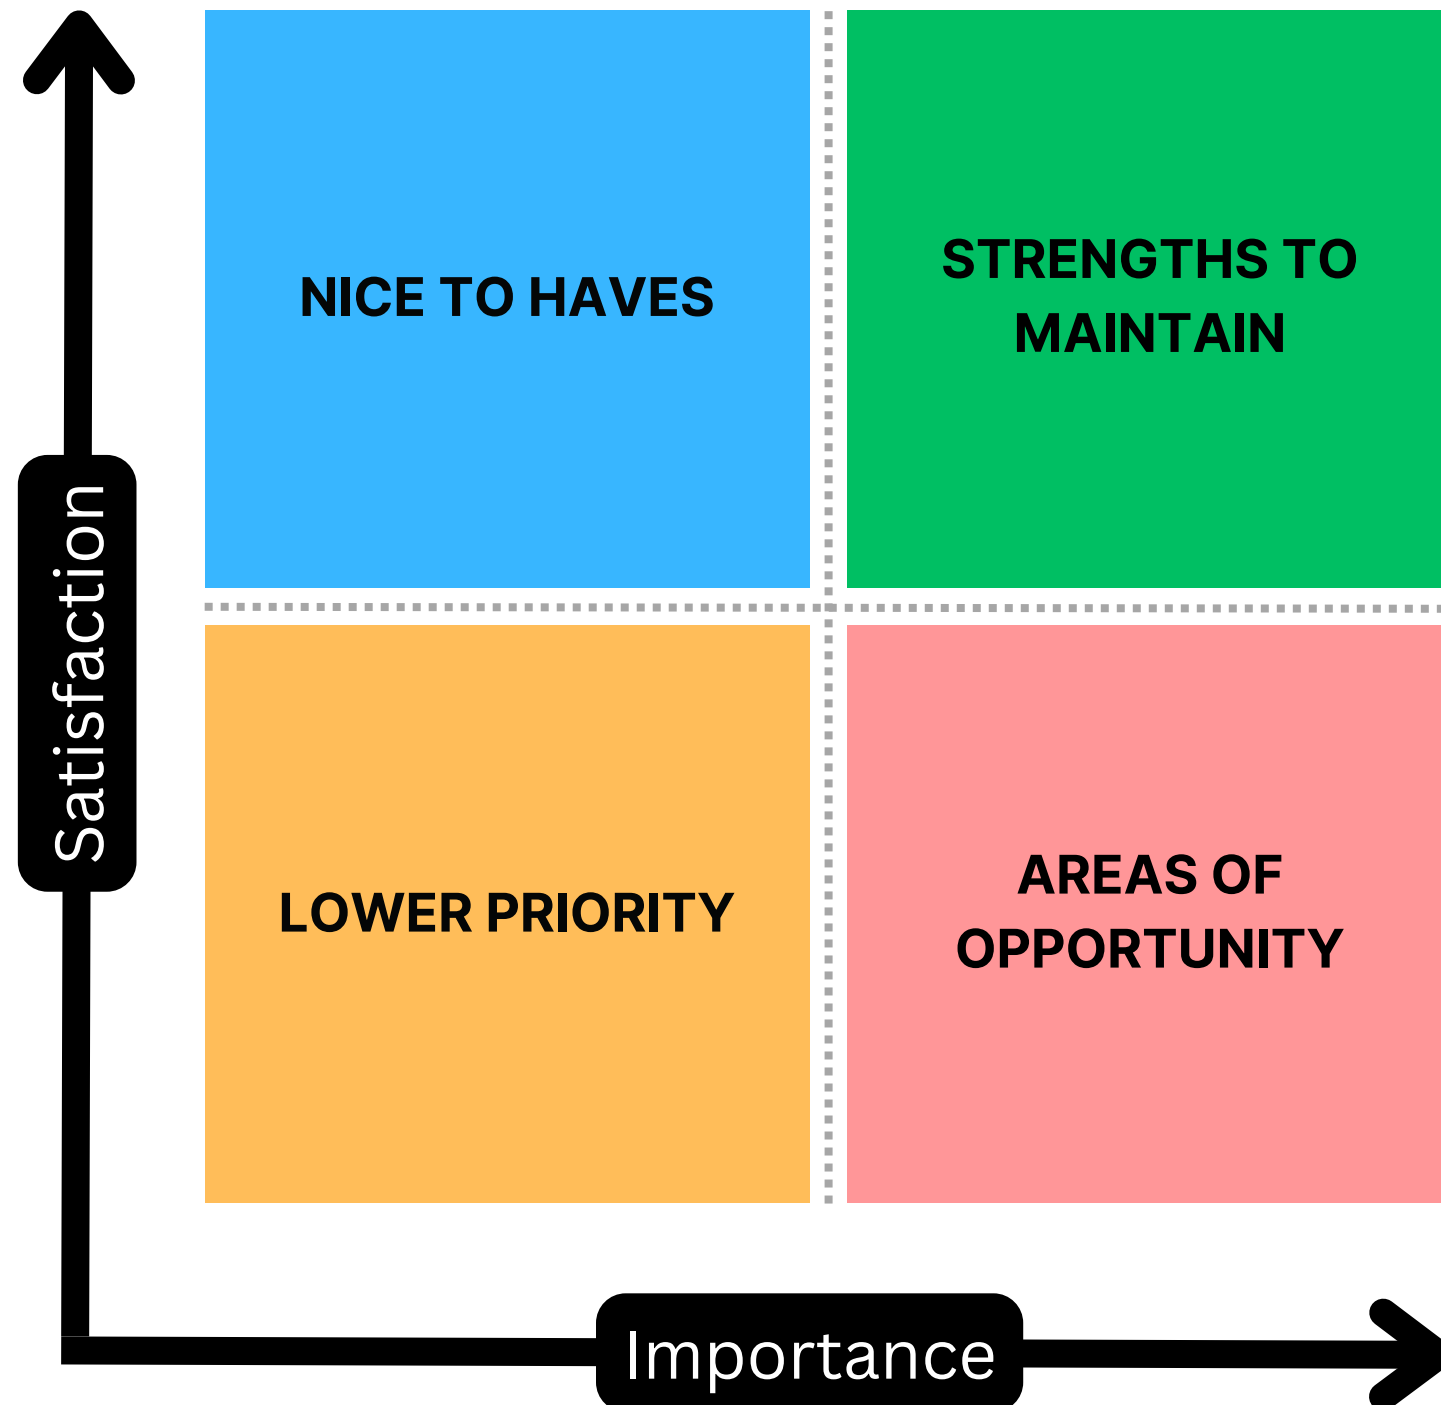 NICE TO HAVES
STRENGTHS TO
MAINTAIN
Satisfaction
LOWER PRIORITY
AREAS OF
OPPORTUNITY
Importance